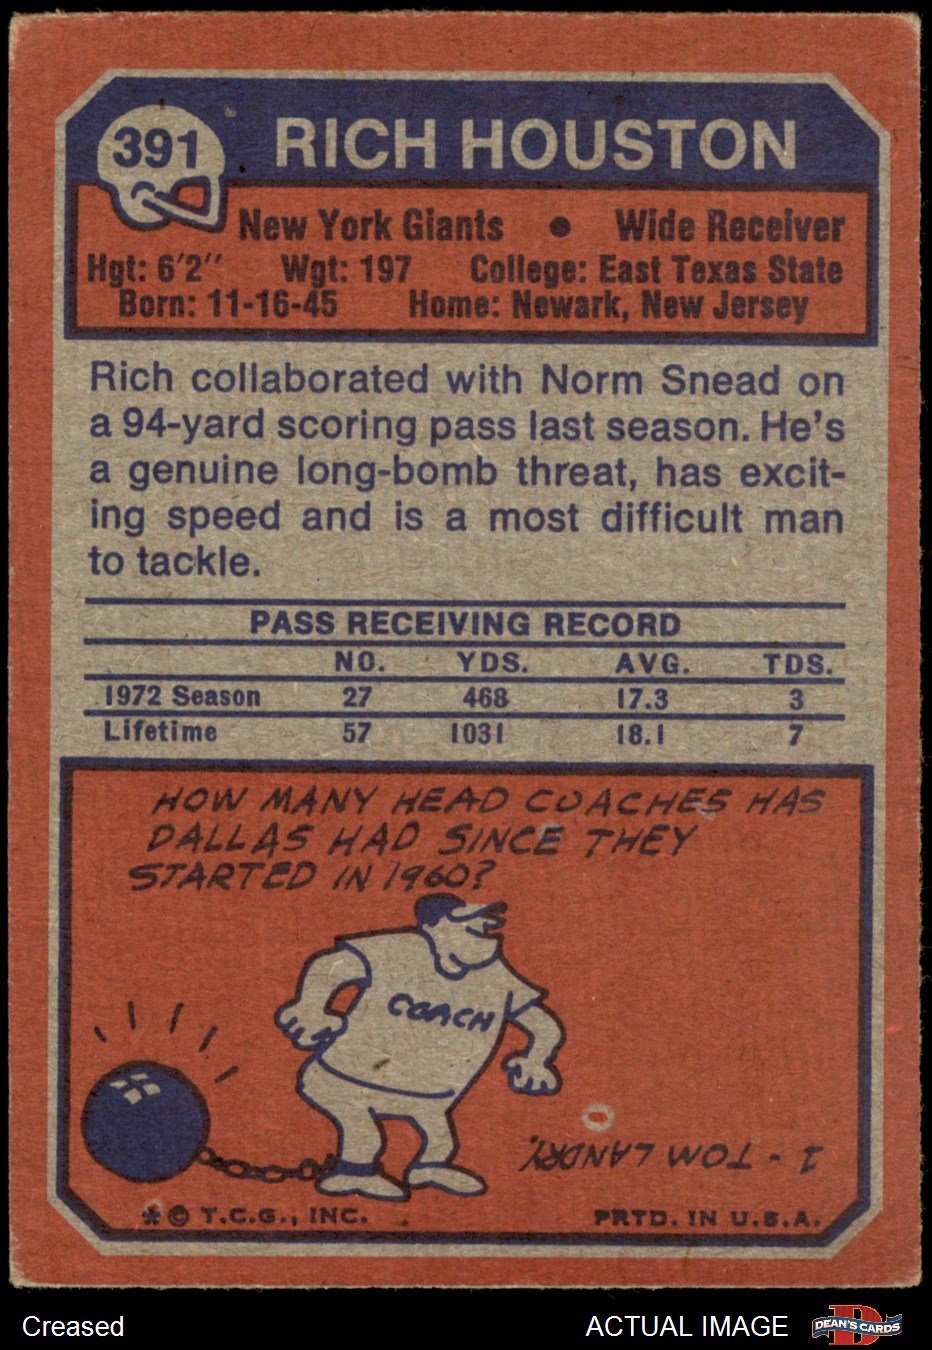 391
RICH HOUSTON
New York Giants • Wide Receiver
Hgt: 6'2" Wgt: 197 College: East Texas State
Born: 11-16-45 Home: Newark, New Jersey
Rich collaborated with Norm Snead on
a 94-yard scoring pass last season. He's
a genuine long-bomb threat, has excit-
ing speed and is a most difficult man
to tackle.
PASS RECEIVING RECORD
NO. YDS. AVG. TDS.
1972 Season 27 468 17.3 3
Lifetime 57 1031 18.1 7
HOW MANY HEAD COACHES HAS
DALLAS HAD SINCE THEY
STARTED IN 1960?
COACH
1 - TOM LANDRY.
* © T.C.G., INC. PRTD. IN U.S.A.
Creased ACTUAL IMAGE
D
DEAN'S CARDS